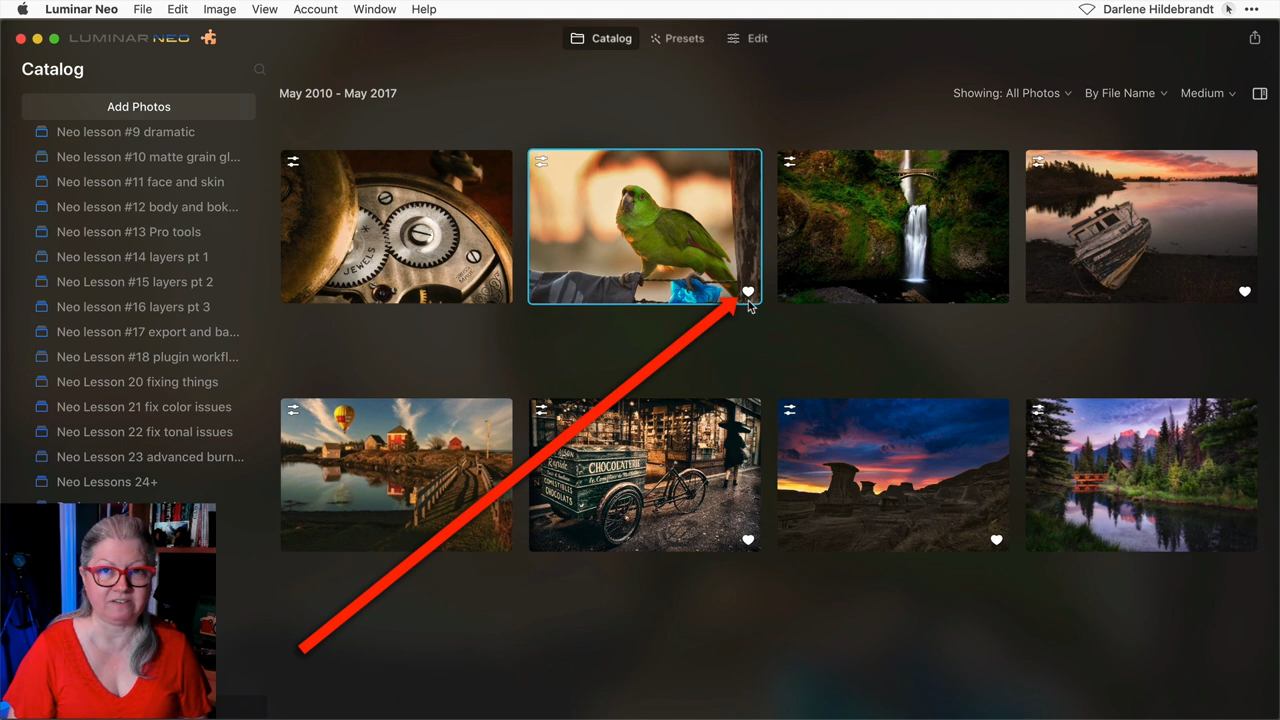 Luminar Neo File Edit Image View Account Window Help Darlene Hildebrandt
LUMINAR NEO Catalog Presets Edit
Catalog
Add Photos
May 2010 - May 2017 Showing: All Photos By File Name Medium
Neo lesson #9 dramatic
Neo lesson #10 matte grain gl...
Neo lesson #11 face and skin
Neo lesson #12 body and bok...
Neo lesson #13 Pro tools
Neo lesson #14 layers pt 1
Neo Lesson #15 layers pt 2
Neo lesson #16 layers pt 3
Neo lesson #17 export and ba...
Neo Lesson #18 plugin workfl...
Neo Lesson 20 fixing things
Neo Lesson 21 fix color issues
Neo Lesson 22 fix tonal issues
Neo Lesson 23 advanced burn...
Neo Lessons 24+
JEWELS
CHOCOLATERIE
COMESTIBLES
CHOCOLATS